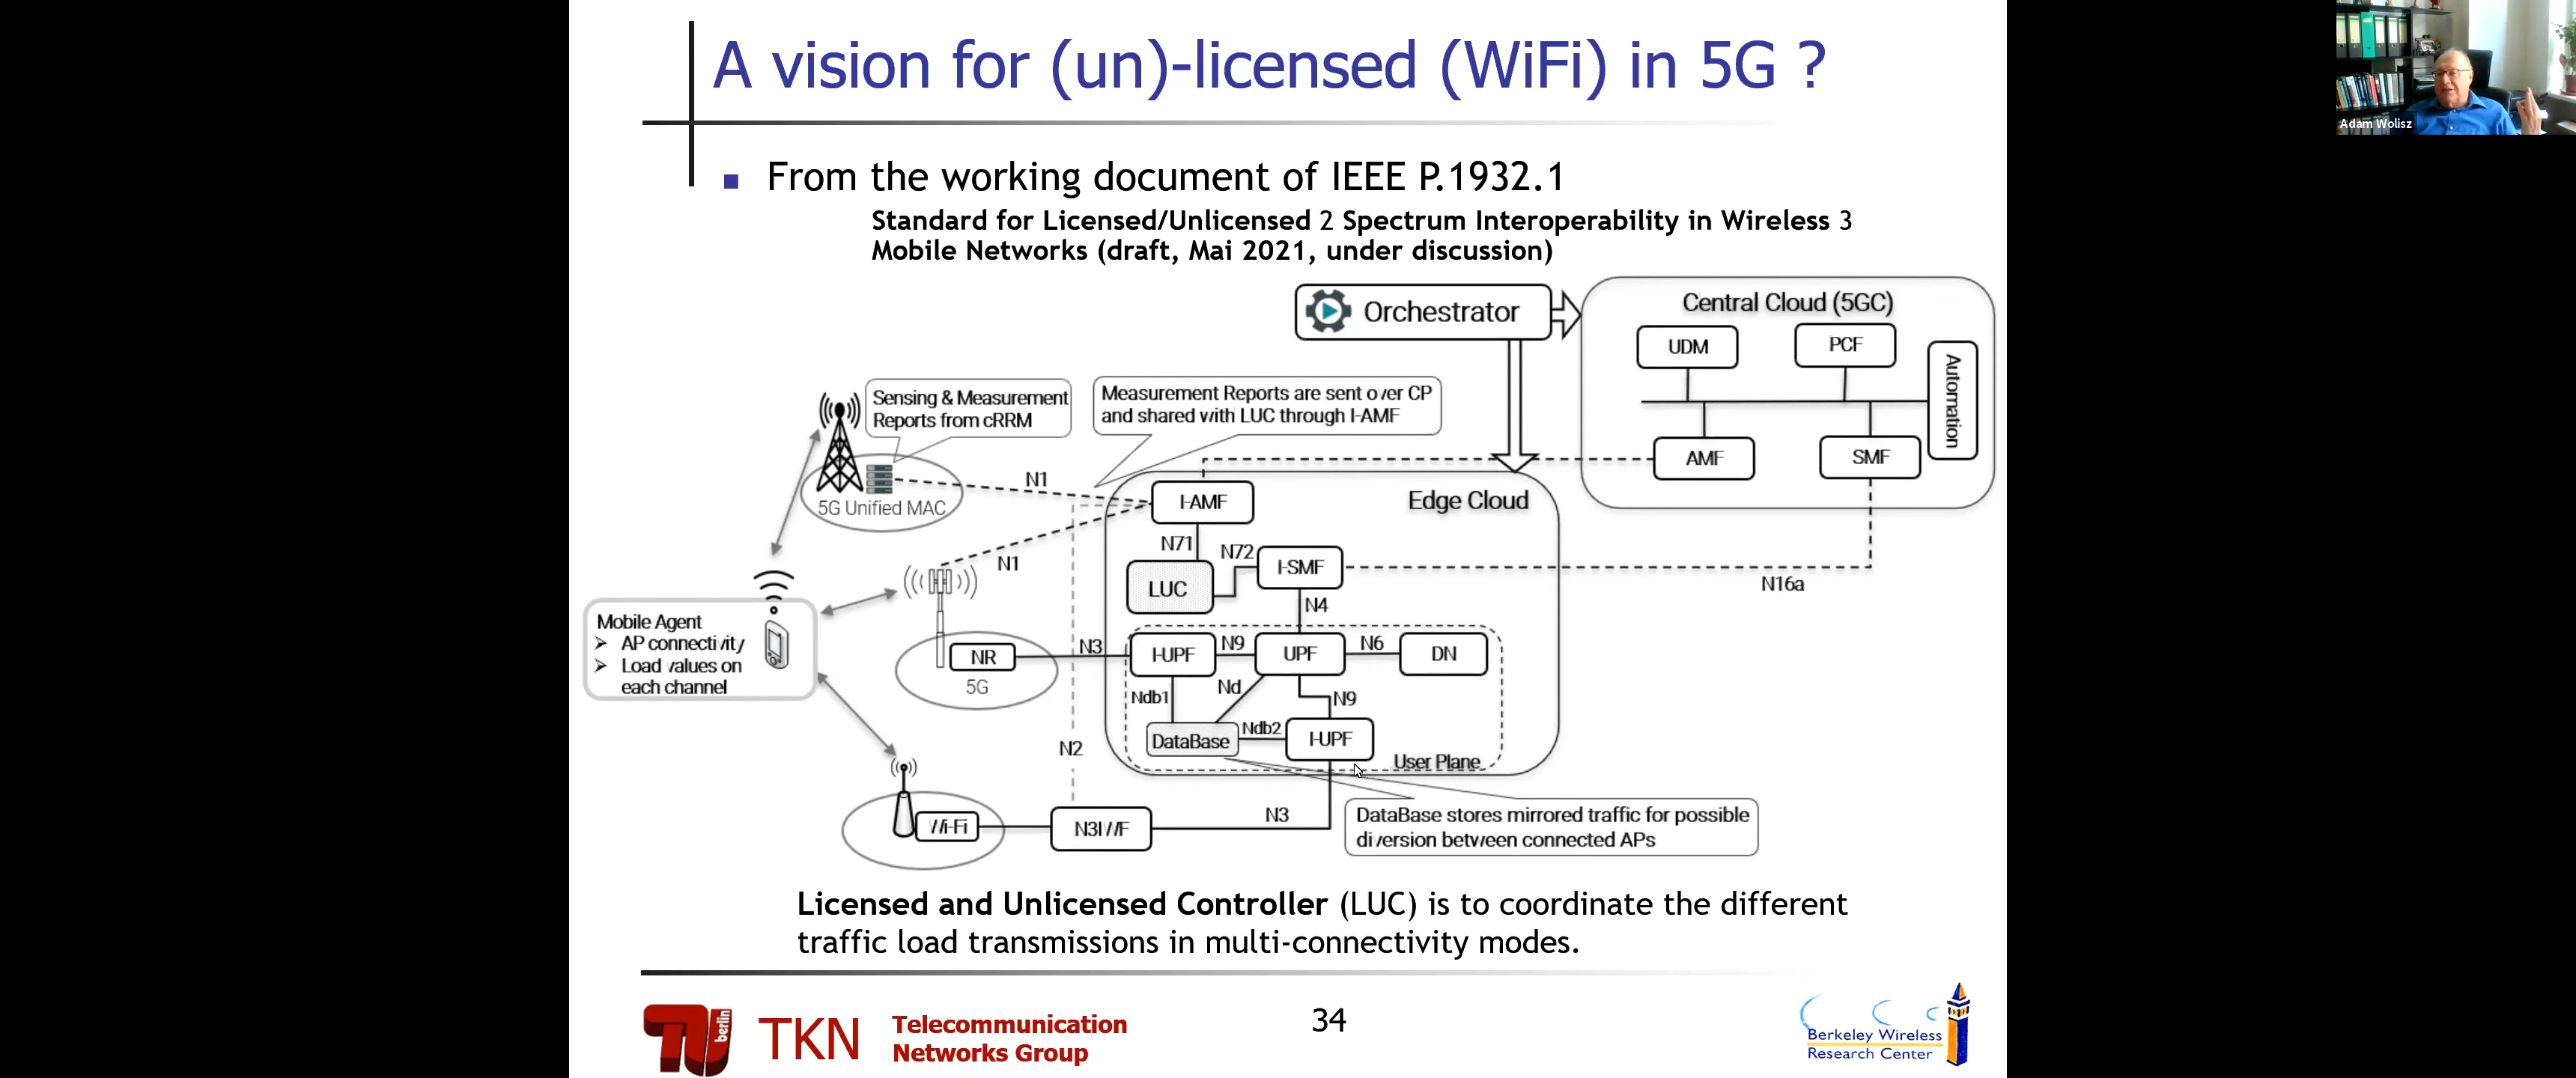 A vision for (un)-licensed (WiFi) in 5G ?
Adam Wolisz
From the working document of IEEE P.1932.1
Standard for Licensed/Unlicensed 2 Spectrum Interoperability in Wireless 3
Mobile Networks (draft, Mai 2021, under discussion)
Orchestrator
Central Cloud (5GC)
UDM
PCF
Automation
AMF
SMF
Sensing & Measurement
Reports from cRRM
Measurement Reports are sent over CP
and shared with LUC through I-AMF
5G Unified MAC
N1
N1
I-AMF
Edge Cloud
N71
N72
I-SMF
LUC
N16a
N4
Mobile Agent
AP connectivity
Load values on
each channel
NR
5G
N3
I-UPF
N9
UPF
N6
DN
Ndb1
Nd
N9
DataBase
Ndb2
I-UPF
User Plane
N2
Wi-Fi
N3IWF
N3
DataBase stores mirrored traffic for possible
diversion between connected APs
Licensed and Unlicensed Controller (LUC) is to coordinate the different
traffic load transmissions in multi-connectivity modes.
berlin
TKN
Telecommunication
Networks Group
34
Berkeley Wireless
Research Center